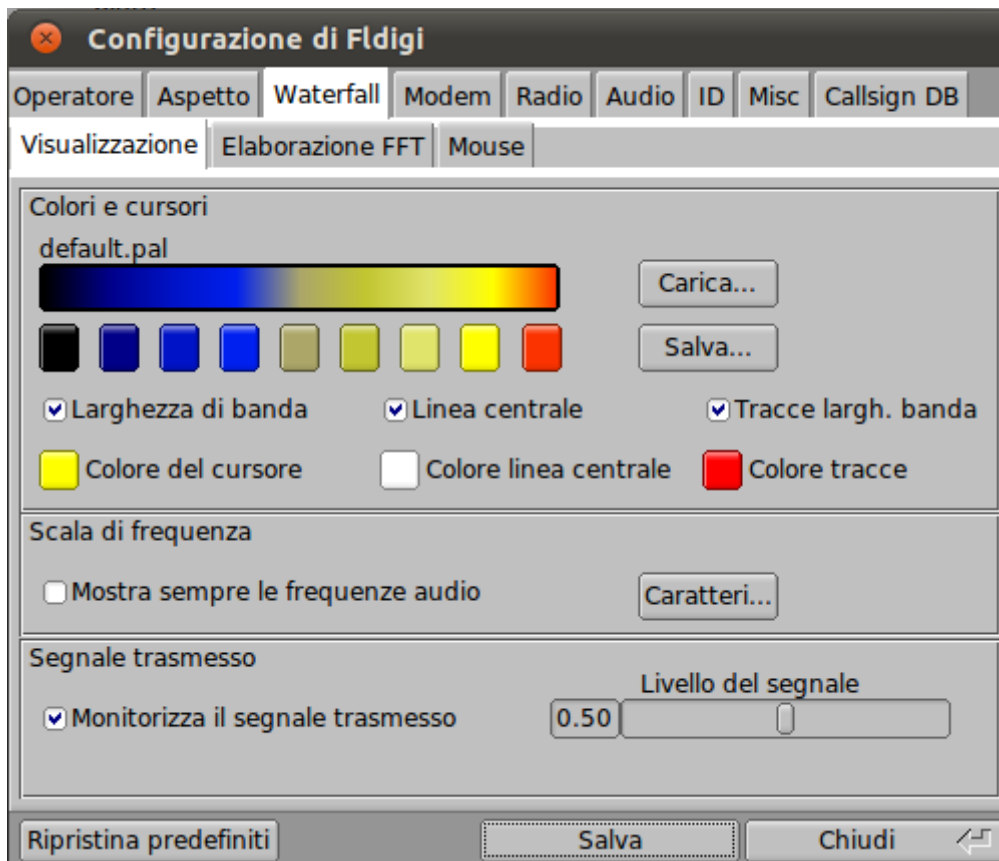 Configurazione di Fldigi
Operatore Aspetto Waterfall Modem Radio Audio ID Misc Callsign DB
Visualizzazione Elaborazione FFT Mouse
Colori e cursori
default.pal
Carica...
Salva...
Larghezza di banda Linea centrale Tracce largh. banda
Colore del cursore Colore linea centrale Colore tracce
Scala di frequenza
Mostra sempre le frequenze audio Caratteri...
Segnale trasmesso
Livello del segnale
Monitorizza il segnale trasmesso 0.50
Ripristina predefiniti Salva Chiudi